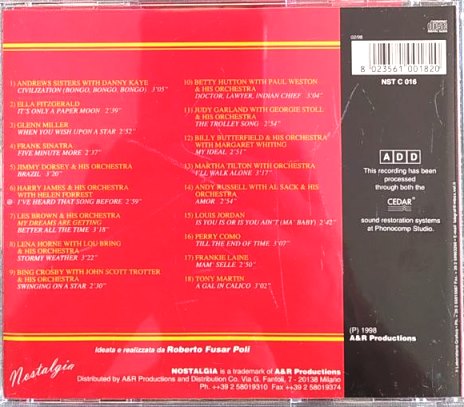 1) ANDREWS SISTERS WITH DANNY KAYE
CIVILIZATION (BONGO, BONGO, BONGO) 3'05"
2) ELLA FITZGERALD
IT'S ONLY A PAPER MOON 2'39"
3) GLENN MILLER
WHEN YOU WISH UPON A STAR 2'52"
4) FRANK SINATRA
FIVE MINUTE MORE 2'37"
5) JIMMY DORSEY & HIS ORCHESTRA
BRAZIL 3'20"
6) HARRY JAMES & HIS ORCHESTRA
WITH HELEN FORREST
I'VE HEARD THAT SONG BEFORE 2'59"
7) LES BROWN & HIS ORCHESTRA
MY DREAMS ARE GETTING
BETTER ALL THE TIME 3'18"
8) LENA HORNE WITH LOU BRING
& HIS ORCHESTRA
STORMY WEATHER 3'22"
9) BING CROSBY WITH JOHN SCOTT TROTTER
& HIS ORCHESTRA
SWINGING ON A STAR 2'30"
10) BETTY HUTTON WITH PAUL WESTON
& HIS ORCHESTRA
DOCTOR, LAWYER, INDIAN CHIEF 3'04"
11) JUDY GARLAND WITH GEORGIE STOLL
& HIS ORCHESTRA
THE TROLLEY SONG 2'54"
12) BILLY BUTTERFIELD & HIS ORCHESTRA
WITH MARGARET WHITING
MY IDEAL 2'51"
13) MARTHA TILTON WITH ORCHESTRA
I'LL WALK ALONE 3'17"
14) ANDY RUSSELL WITH AL SACK & HIS
ORCHESTRA
AMOR 2'54"
15) LOUIS JORDAN
IS YOU IS OR IS YOU AIN'T (MA' BABY) 2'42"
16) PERRY COMO
TILL THE END OF TIME 3'07"
17) FRANKIE LAINE
MAM' SELLE 2'50"
18) TONY MARTIN
A GAL IN CALICO 3'02"
Ideata e realizzata da Roberto Fusar Poli
Nostalgia
NOSTALGIA is a trademark of A&R Productions
Distributed by A&R Productions and Distribution Co. Via G. Fantoli, 7 - 20138 Milano
Ph. ++39 2 58019310 Fax ++39 2 58019374
02/98
8 023561 001820
NST C 016
A D D
This recording has been
processed
through both the
CEDAR
sound restoration systems
at Phonocomp Studio.
(P) 1998
A&R Productions